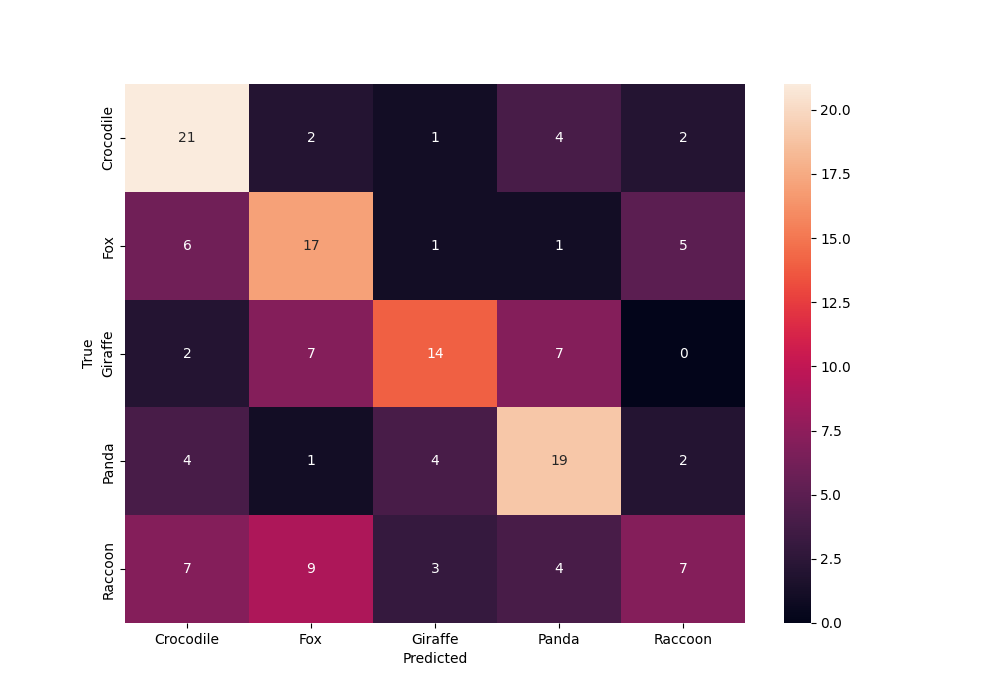 Crocodile 21 2 1 4 2
Fox 6 17 1 1 5
Giraffe 2 7 14 7 0
Panda 4 1 4 19 2
Raccoon 7 9 3 4 7
True
Crocodile Fox Giraffe Panda Raccoon
Predicted
20.0
17.5
15.0
12.5
10.0
7.5
5.0
2.5
0.0